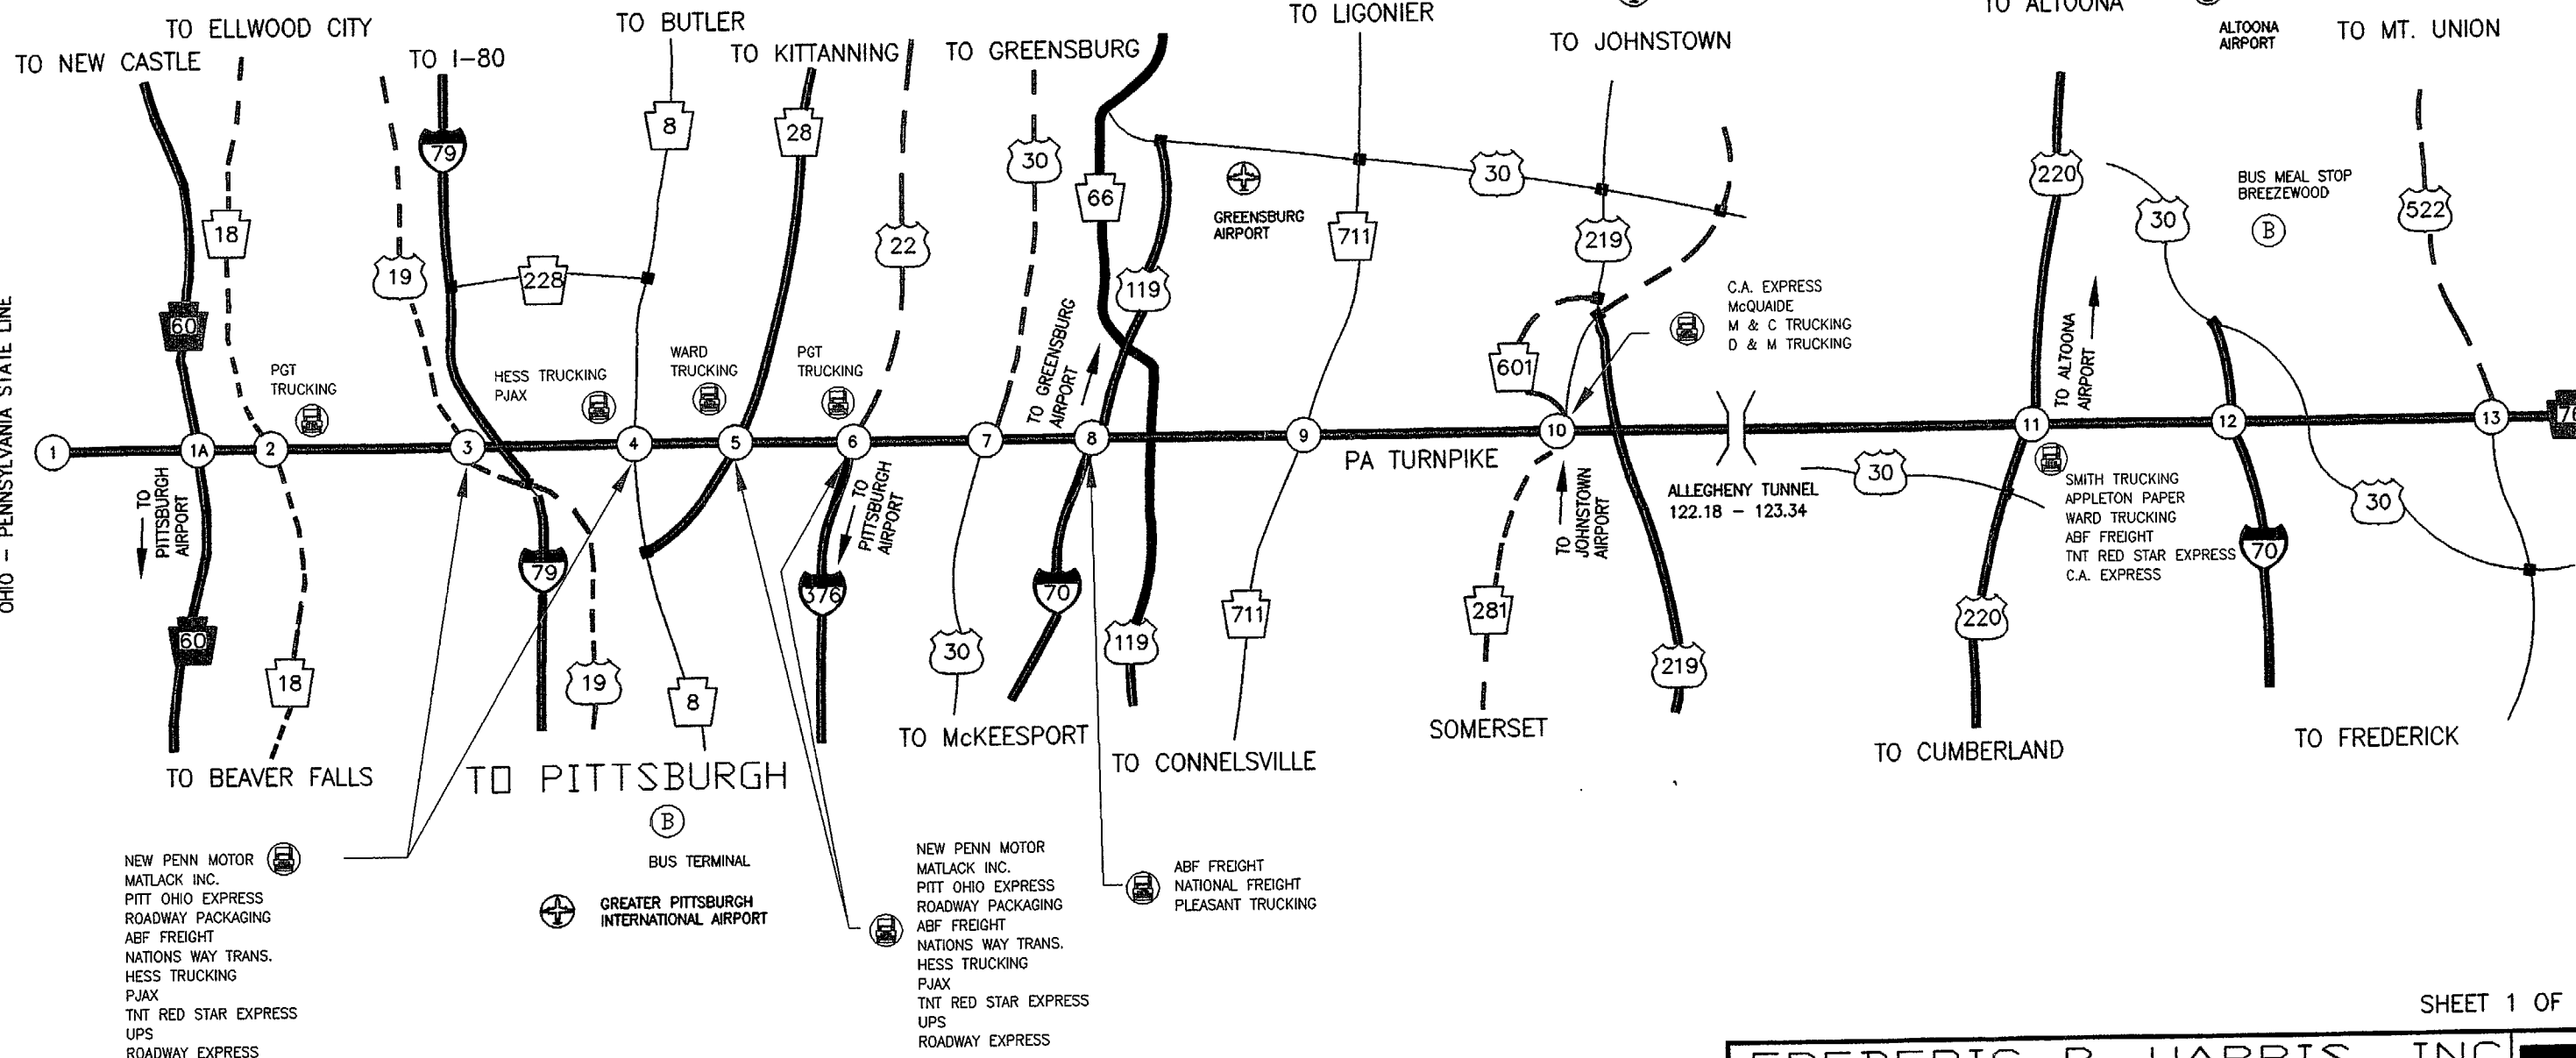 TO ELLWOOD CITY
TO NEW CASTLE
TO I-80
TO BUTLER
TO KITTANNING
TO GREENSBURG
TO LIGONIER
TO JOHNSTOWN
TO ALTOONA
ALTOONA
AIRPORT
TO MT. UNION
OHIO - PENNSYLVANIA STATE LINE
60
18
19
79
228
8
28
22
30
66
119
GREENSBURG
AIRPORT
711
30
219
601
220
30
BUS MEAL STOP
BREEZEWOOD
B
522
PGT
TRUCKING
HESS TRUCKING
PJAX
WARD
TRUCKING
PGT
TRUCKING
TO GREENSBURG
AIRPORT
C.A. EXPRESS
McQUAIDE
M & C TRUCKING
D & M TRUCKING
TO ALTOONA
AIRPORT
1
1A
2
3
4
5
6
7
8
9
10
11
12
13
76
PA TURNPIKE
TO
PITTSBURGH
AIRPORT
TO
PITTSBURGH
AIRPORT
TO
JOHNSTOWN
AIRPORT
ALLEGHENY TUNNEL
122.18 - 123.34
30
SMITH TRUCKING
APPLETON PAPER
WARD TRUCKING
ABF FREIGHT
TNT RED STAR EXPRESS
C.A. EXPRESS
30
60
18
79
19
8
376
30
70
119
711
281
219
220
70
TO BEAVER FALLS
TO PITTSBURGH
TO McKEESPORT
TO CONNELSVILLE
SOMERSET
TO CUMBERLAND
TO FREDERICK
B
BUS TERMINAL
GREATER PITTSBURGH
INTERNATIONAL AIRPORT
NEW PENN MOTOR
MATLACK INC.
PITT OHIO EXPRESS
ROADWAY PACKAGING
ABF FREIGHT
NATIONS WAY TRANS.
HESS TRUCKING
PJAX
TNT RED STAR EXPRESS
UPS
ROADWAY EXPRESS
NEW PENN MOTOR
MATLACK INC.
PITT OHIO EXPRESS
ROADWAY PACKAGING
ABF FREIGHT
NATIONS WAY TRANS.
HESS TRUCKING
PJAX
TNT RED STAR EXPRESS
UPS
ROADWAY EXPRESS
ABF FREIGHT
NATIONAL FREIGHT
PLEASANT TRUCKING
SHEET 1 OF
FREDERIC R. HARRIS, INC